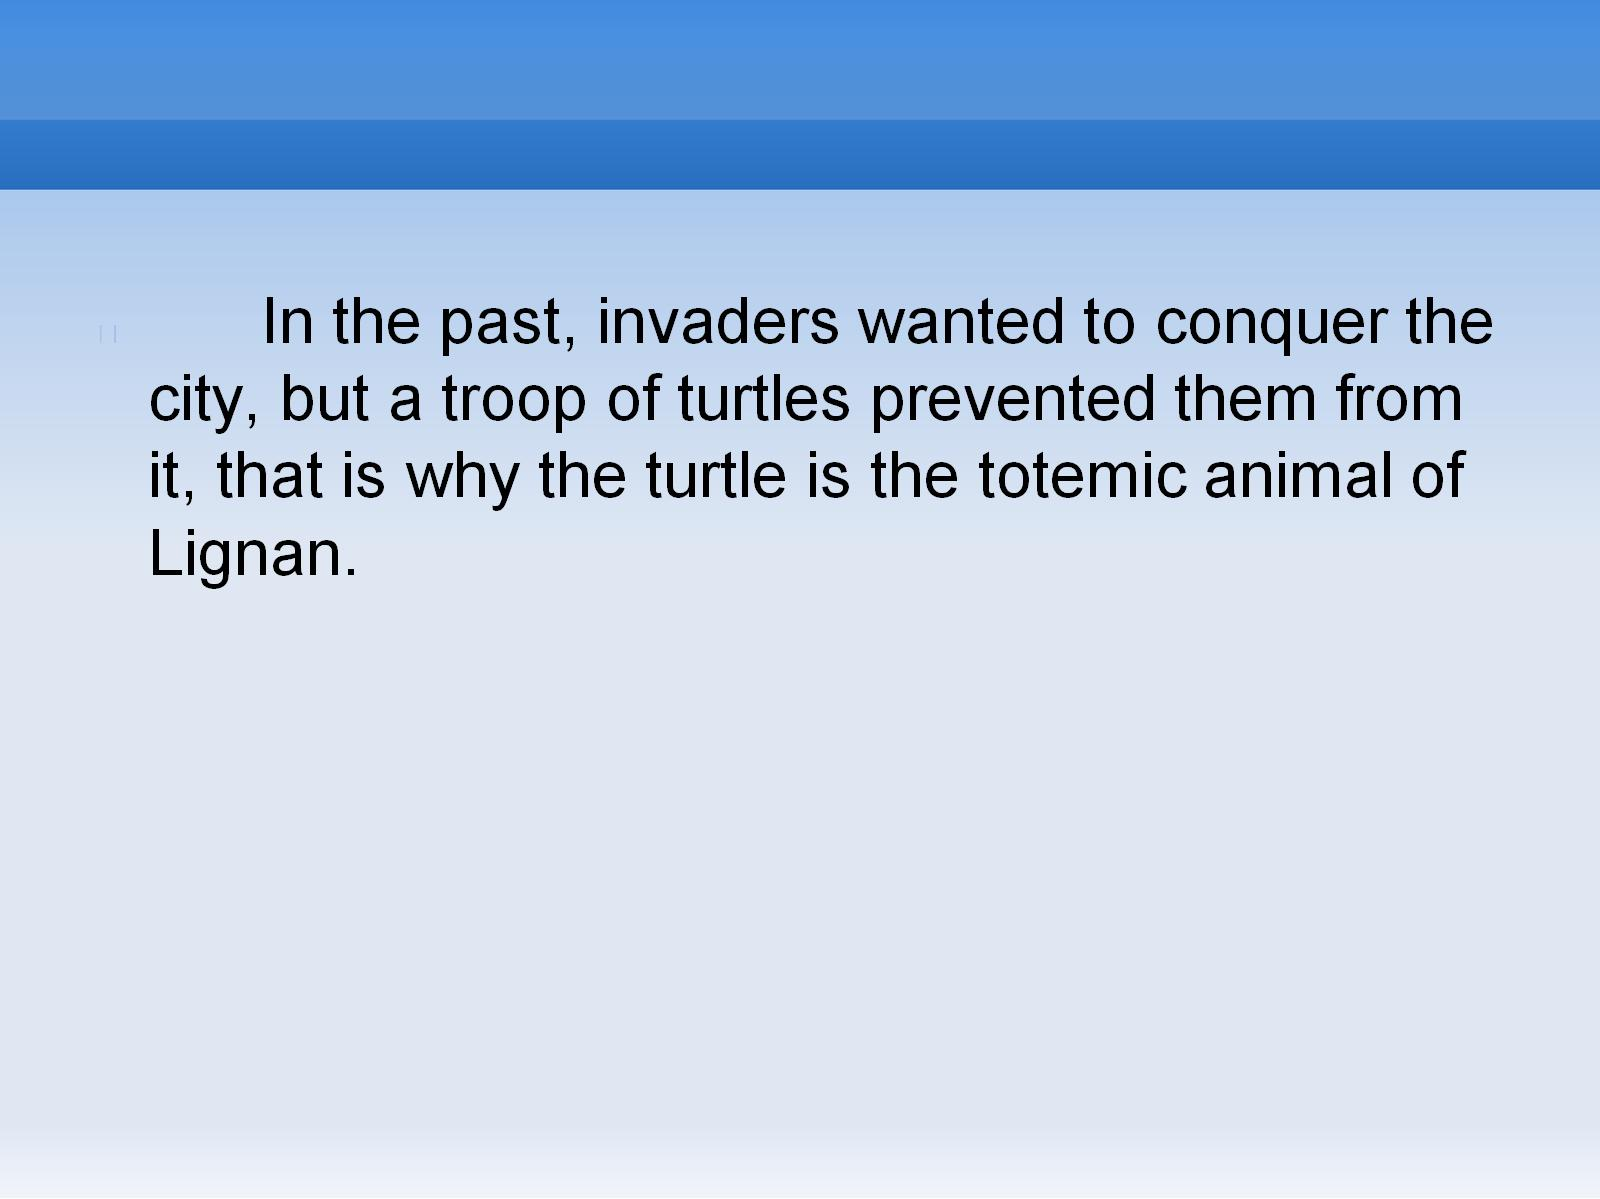 In the past, invaders wanted to conquer the
city, but a troop of turtles prevented them from
it, that is why the turtle is the totemic animal of
Lignan.